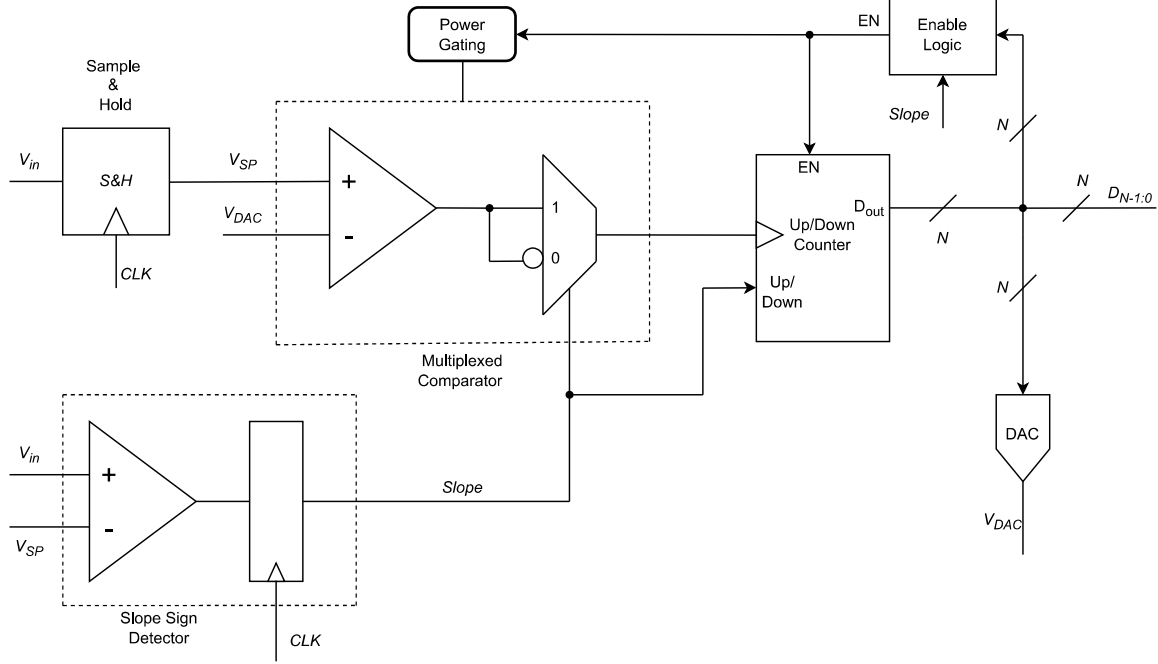 Power
Gating
EN
Enable
Logic
Sample
&
Hold
Slope
N
V_in
S&H
V_SP
+
1
EN
N
D_N-1:0
V_DAC
-
D_out
Up/Down
Counter
N
0
CLK
Up/
Down
N
Multiplexed
Comparator
V_in
+
DAC
Slope
-
V_SP
V_DAC
Slope Sign
Detector
CLK